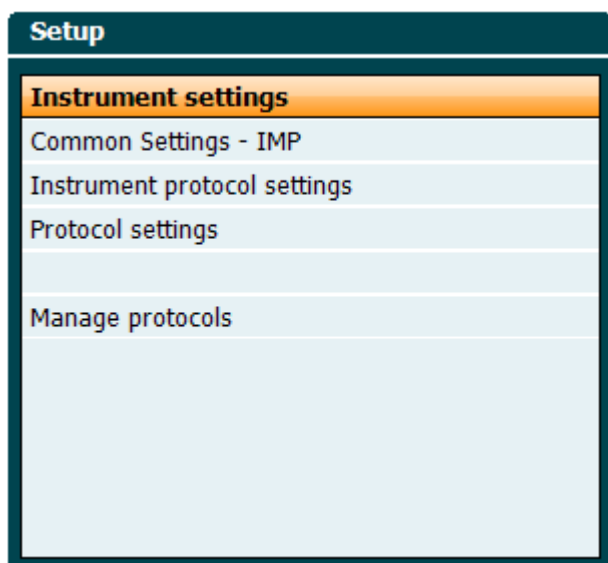 Setup
Instrument settings
Common Settings - IMP
Instrument protocol settings
Protocol settings
Manage protocols